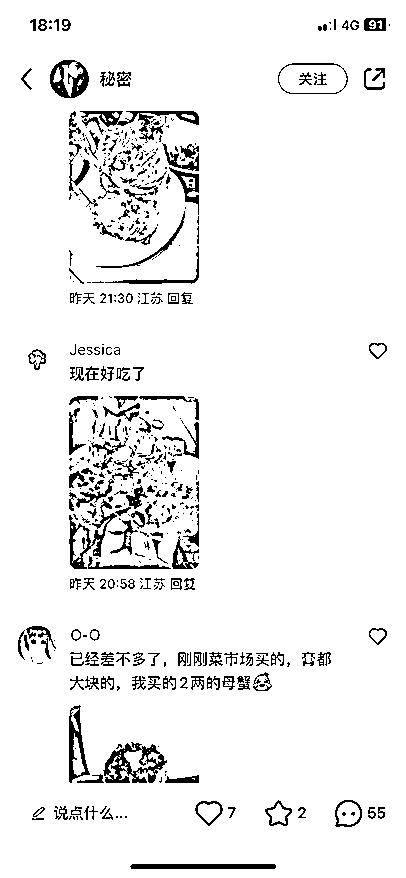 18:19
4G 91
秘密
关注
昨天 21:30 江苏 回复
Jessica
现在好吃了
昨天 20:58 江苏 回复
O-O
已经差不多了，刚刚菜市场买的，膏都
大块的，我买的2两的母蟹
说点什么...
7
2
55